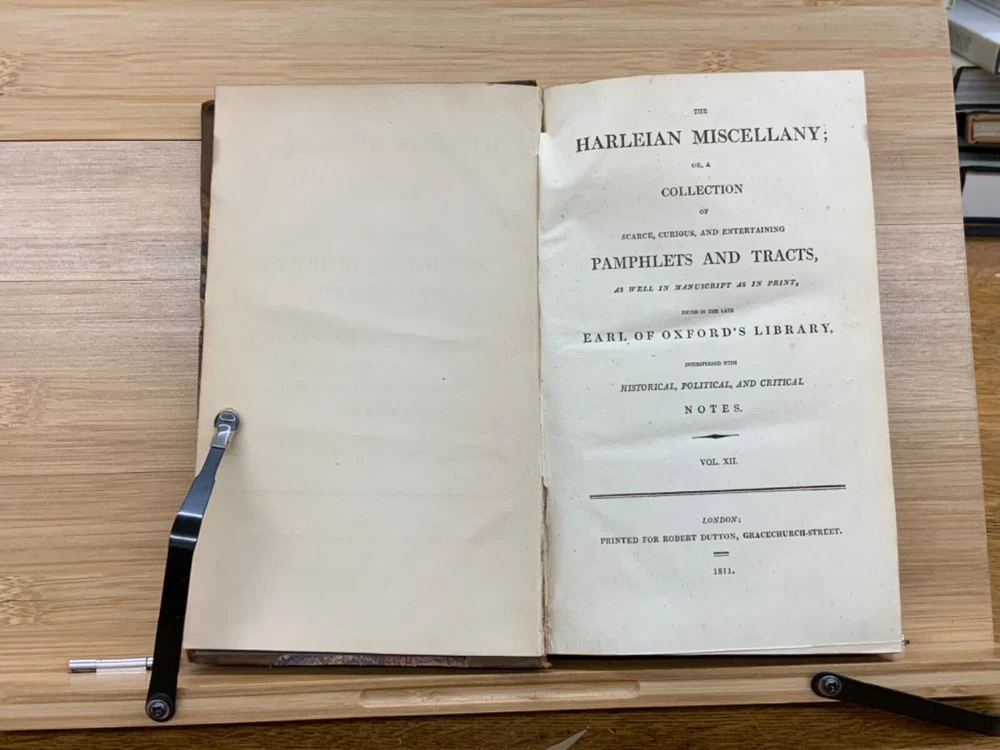 THE
HARLEIAN MISCELLANY;
OR, A
COLLECTION
OF
SCARCE, CURIOUS, AND ENTERTAINING
PAMPHLETS AND TRACTS,
AS WELL IN MANUSCRIPT AS IN PRINT,
FOUND IN THE LATE
EARL OF OXFORD'S LIBRARY,
INTERSPERSED WITH
HISTORICAL, POLITICAL, AND CRITICAL
NOTES.
VOL. XII.
LONDON;
PRINTED FOR ROBERT DUTTON, GRACECHURCH-STREET.
1811.